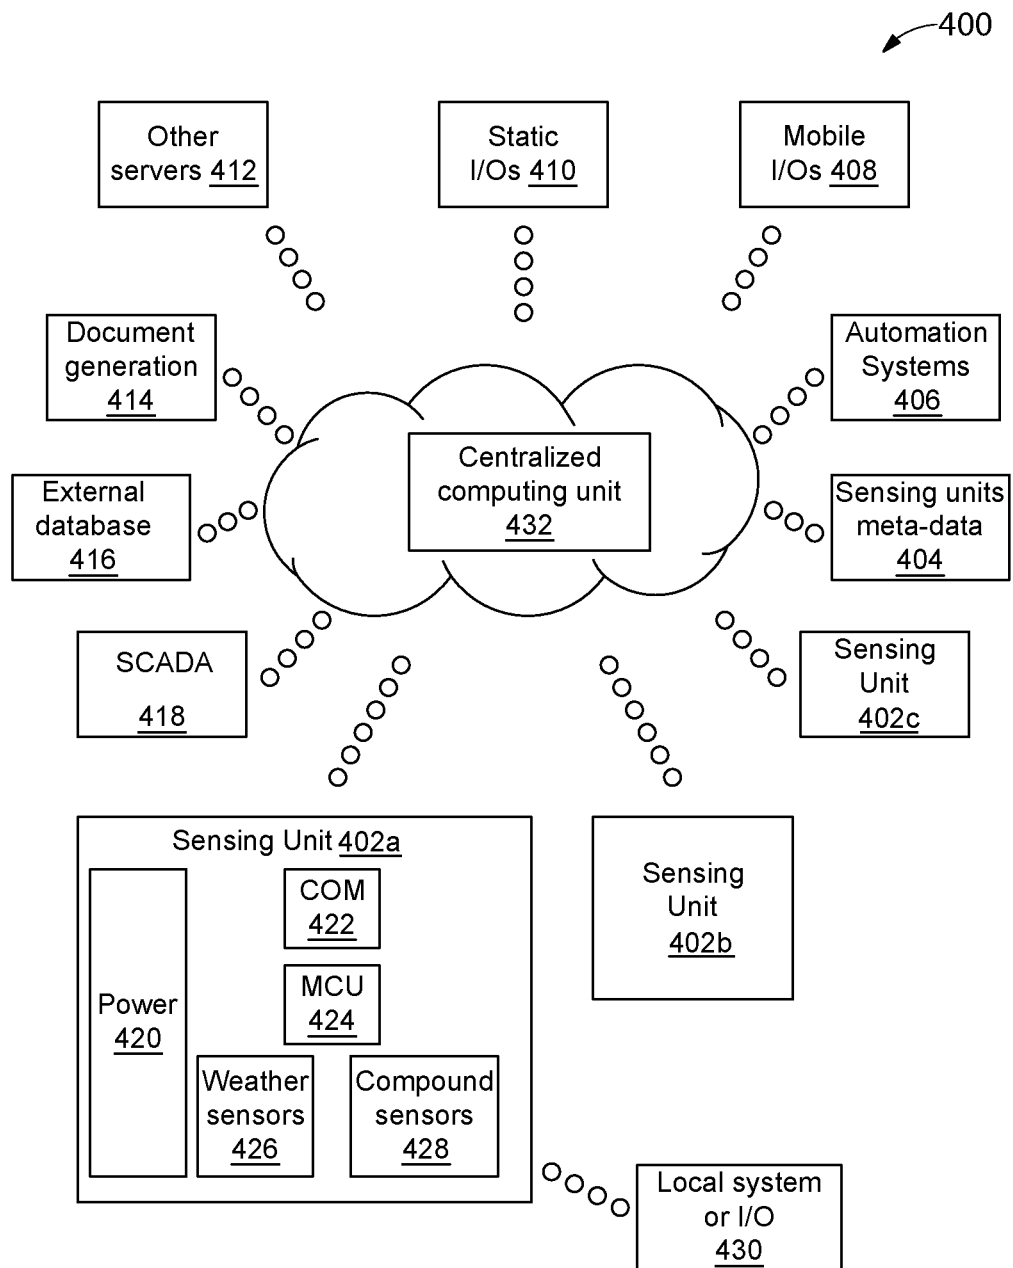 400
Other
servers 412
Static
I/Os 410
Mobile
I/Os 408
Document
generation
414
Automation
Systems
406
Centralized
computing unit
432
External
database
416
Sensing units
meta-data
404
SCADA
418
Sensing
Unit
402c
Sensing Unit 402a
COM
422
MCU
424
Power
420
Weather
sensors
426
Compound
sensors
428
Sensing
Unit
402b
Local system
or I/O
430